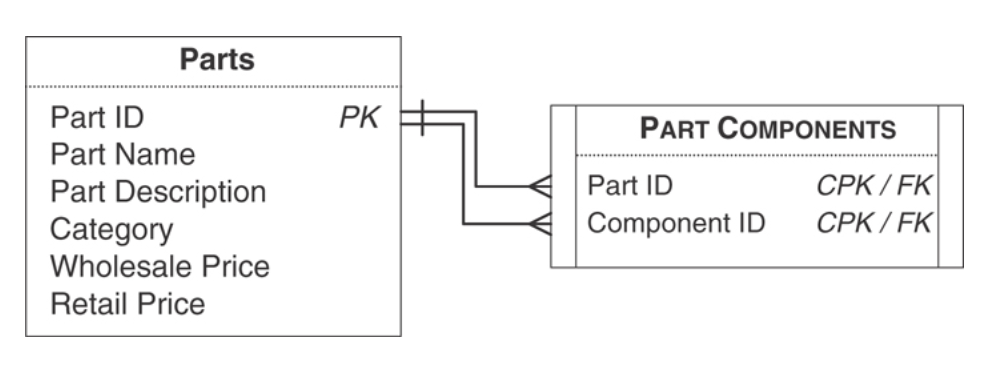 Parts
Part ID PK
Part Name
Part Description
Category
Wholesale Price
Retail Price
PART COMPONENTS
Part ID CPK / FK
Component ID CPK / FK